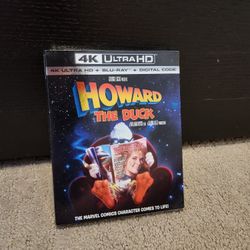 4K ULTRA HD
4K ULTRA HD + BLU-RAY + DIGITAL CODE
HOWARD
THE DUCK
THE MARVEL COMICS CHARACTER COMES TO LIFE!